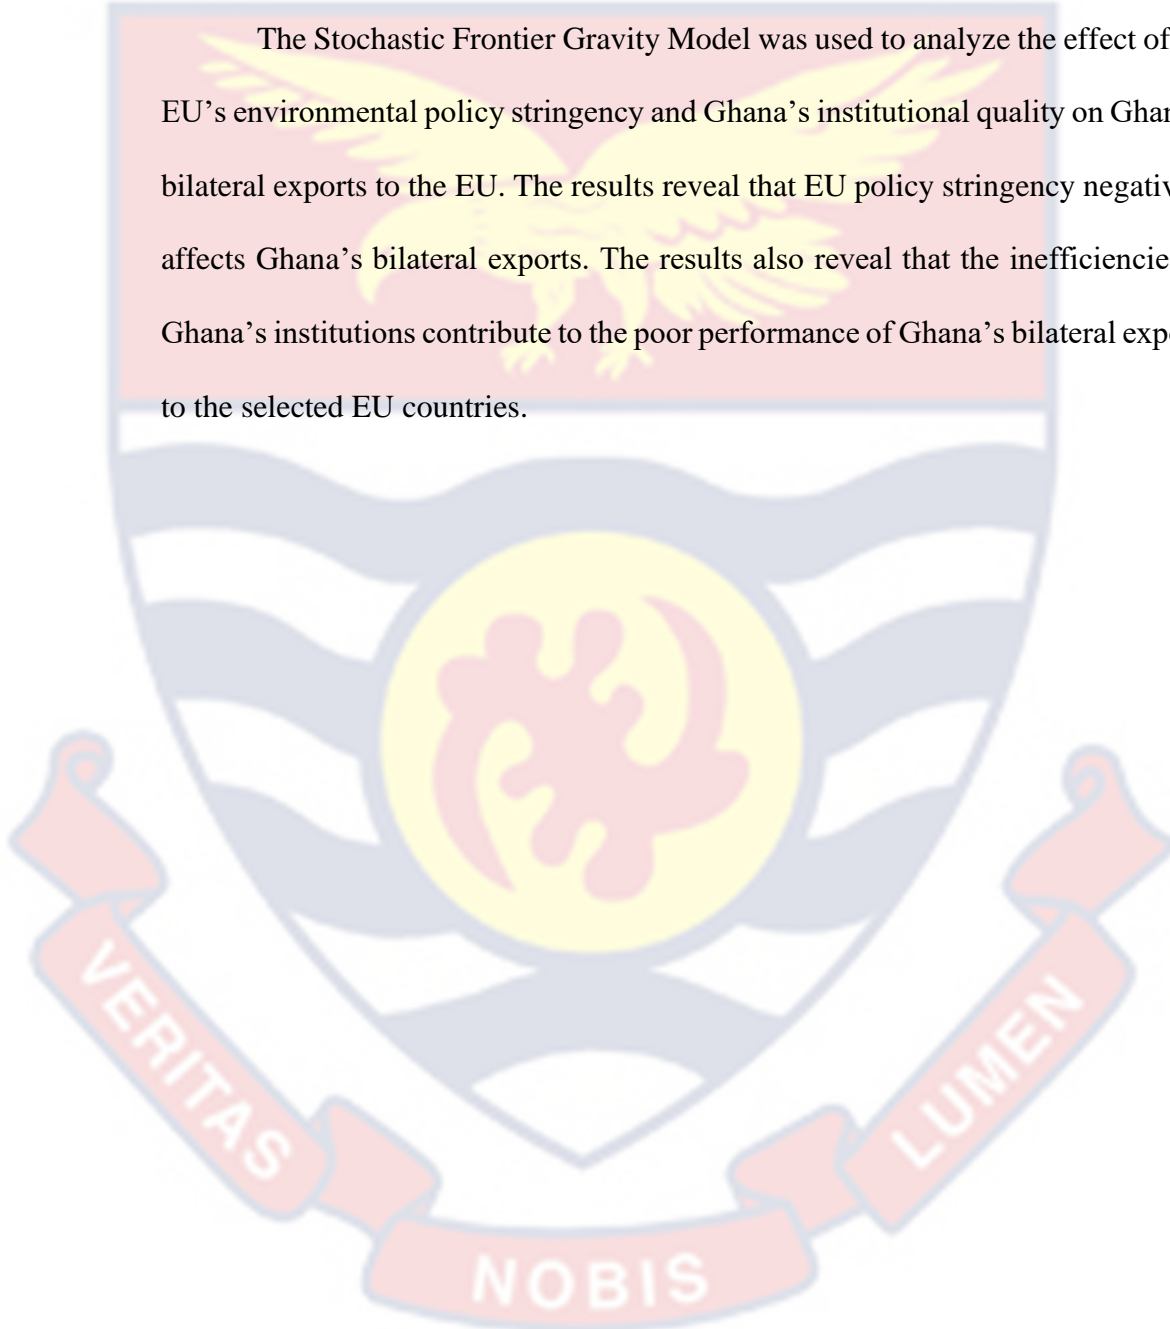 The Stochastic Frontier Gravity Model was used to analyze the effect of
EU’s environmental policy stringency and Ghana’s institutional quality on Ghan
bilateral exports to the EU. The results reveal that EU policy stringency negativ
affects Ghana’s bilateral exports. The results also reveal that the inefficiencie
Ghana’s institutions contribute to the poor performance of Ghana’s bilateral exp
to the selected EU countries.
VERITAS
NOBIS
LUMEN